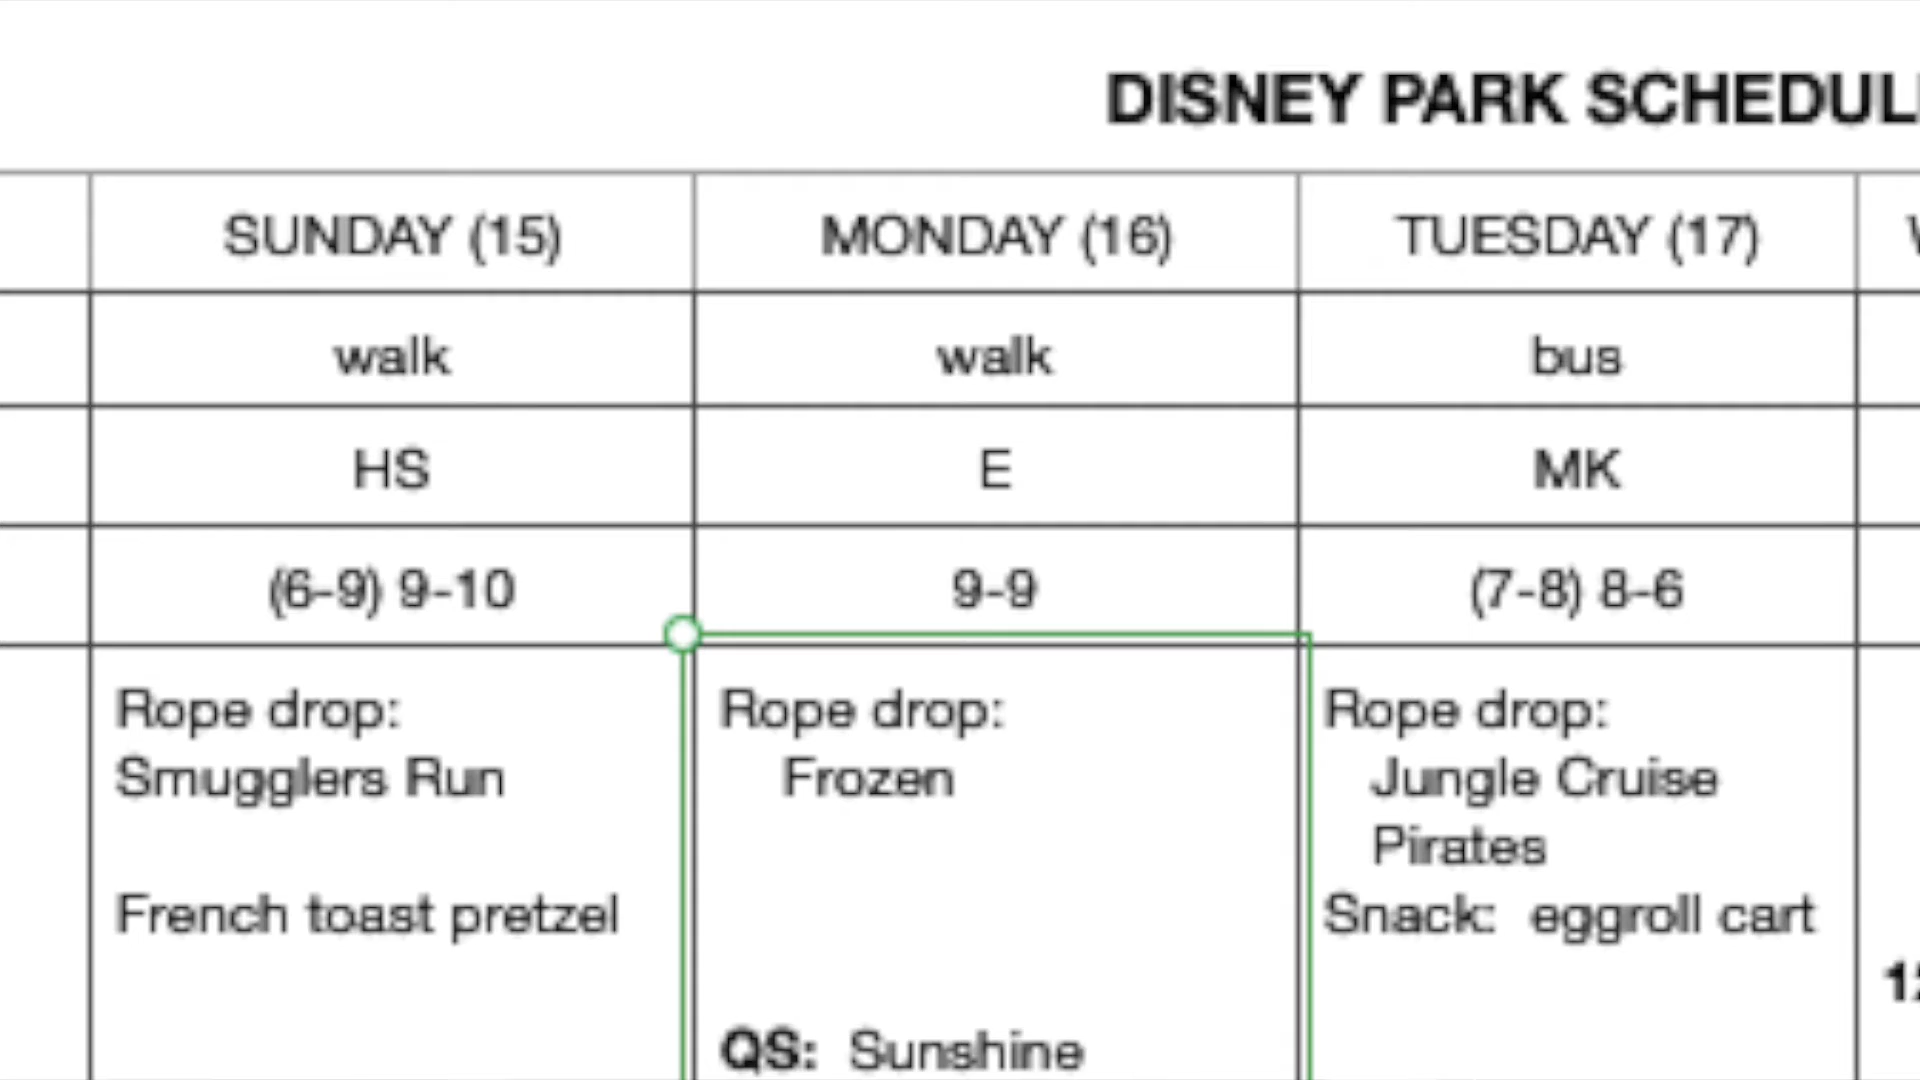 DISNEY PARK SCHEDUL
SUNDAY (15) MONDAY (16) TUESDAY (17)
walk walk bus
HS E MK
(6-9) 9-10 9-9 (7-8) 8-6
Rope drop: Rope drop: Rope drop:
Smugglers Run Frozen Jungle Cruise
Pirates
French toast pretzel Snack: eggroll cart
QS: Sunshine